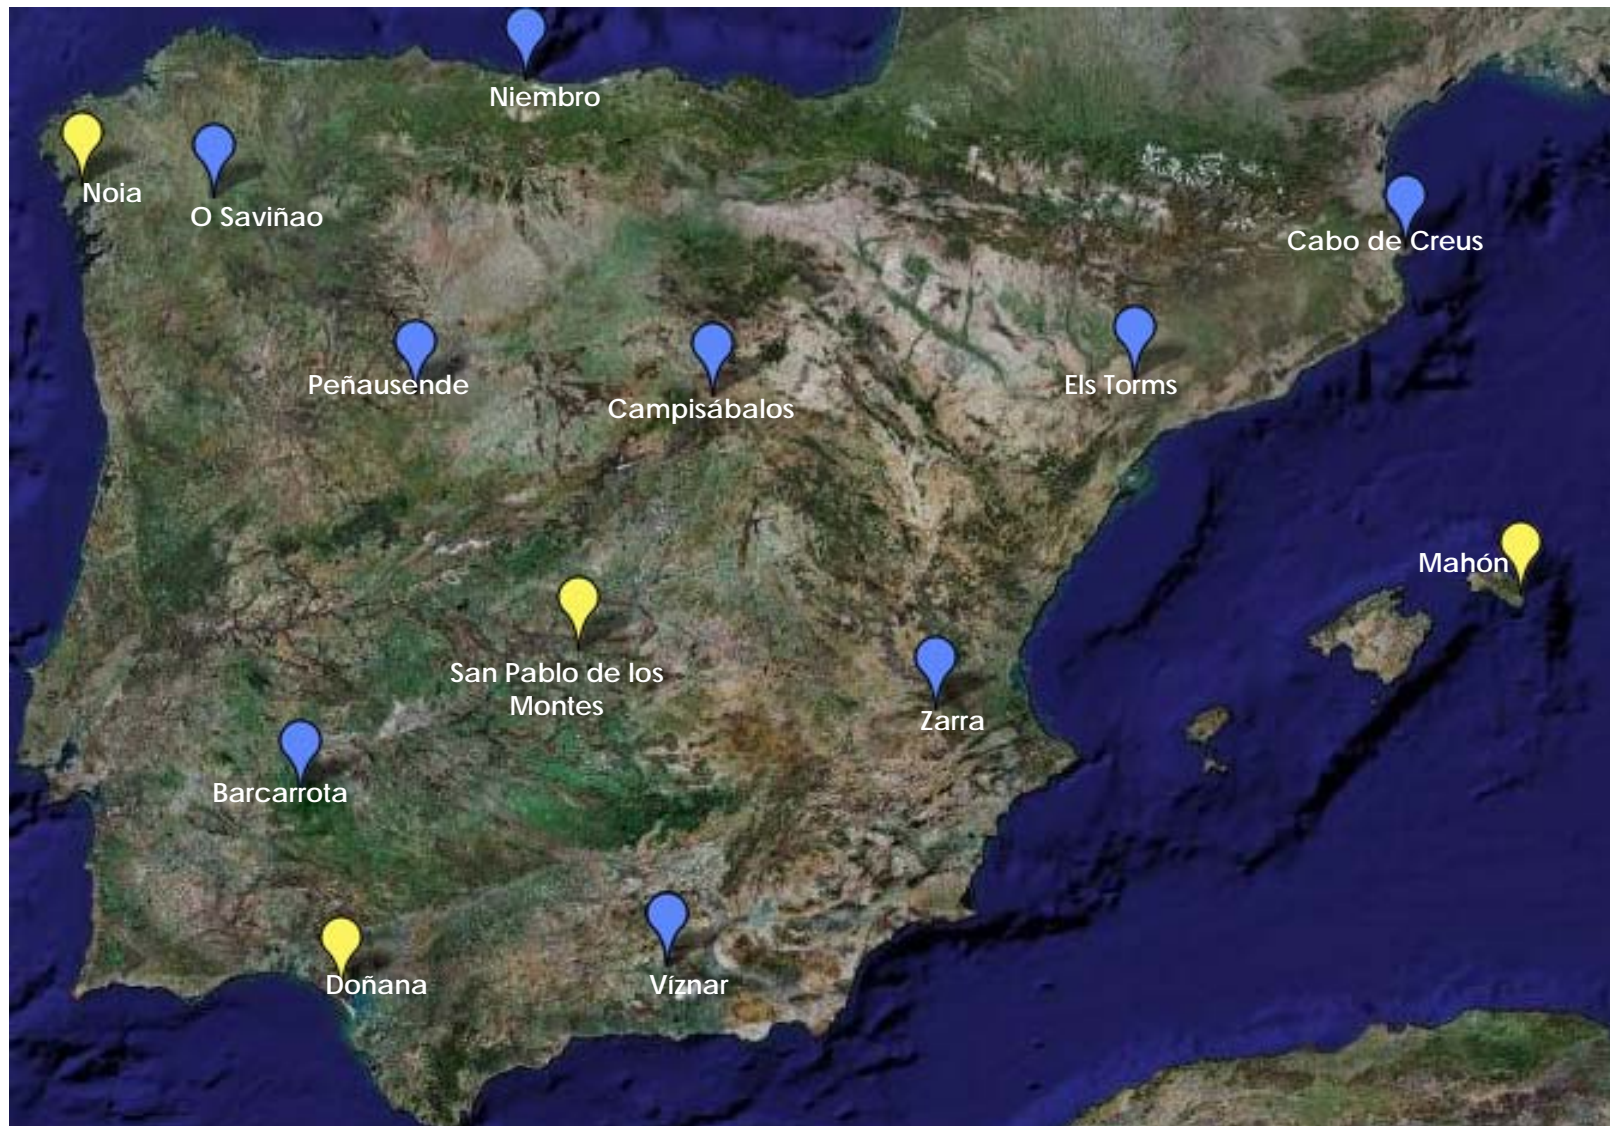 Niembro
Noia
O Saviñao
Cabo de Creus
Peñausende
Els Torms
Campisábalos
Mahón
San Pablo de los
Montes
Zarra
Barcarrota
Doñana
Víznar